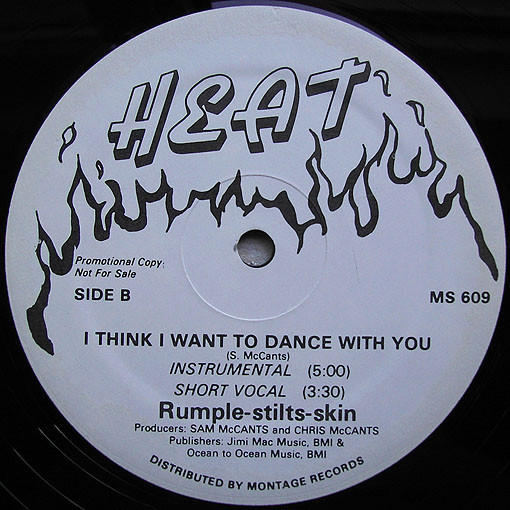 HEAT
Promotional Copy:
Not For Sale
SIDE B
MS 609
I THINK I WANT TO DANCE WITH YOU
(S. McCants)
INSTRUMENTAL (5:00)
SHORT VOCAL (3:30)
Rumple-stilts-skin
Producers: SAM McCANTS and CHRIS McCANTS
Publishers: Jimi Mac Music, BMI &
Ocean to Ocean Music, BMI
DISTRIBUTED BY MONTAGE RECORDS